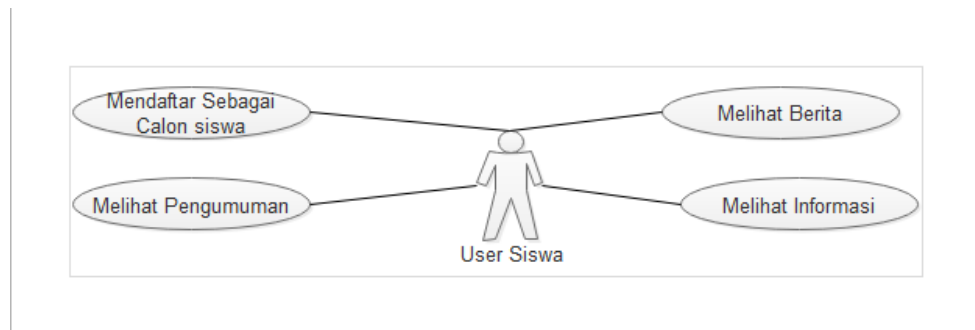 Mendaftar Sebagai
Calon siswa
Melihat Berita
Melihat Pengumuman
Melihat Informasi
User Siswa